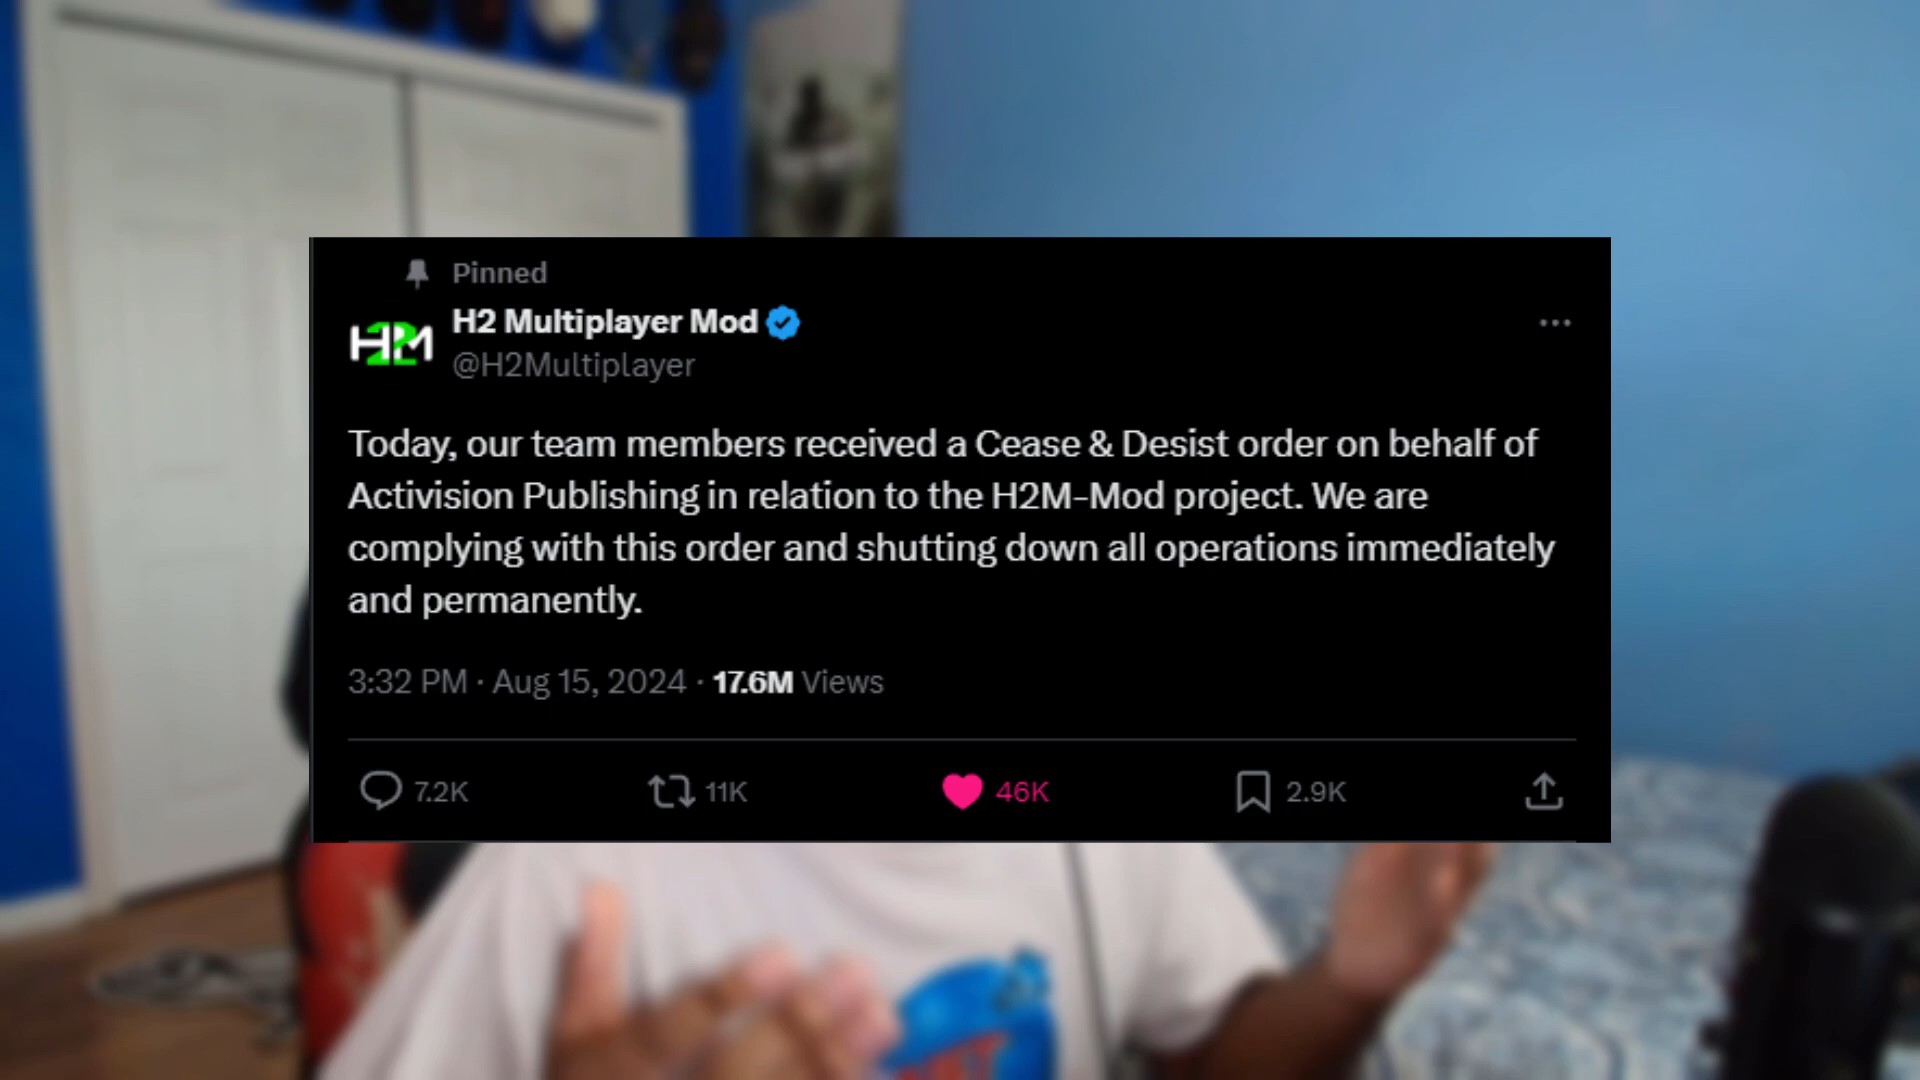 Pinned
H2M
H2 Multiplayer Mod
@H2Multiplayer
Today, our team members received a Cease & Desist order on behalf of
Activision Publishing in relation to the H2M-Mod project. We are
complying with this order and shutting down all operations immediately
and permanently.
3:32 PM · Aug 15, 2024 · 17.6M Views
7.2K 11K 46K 2.9K